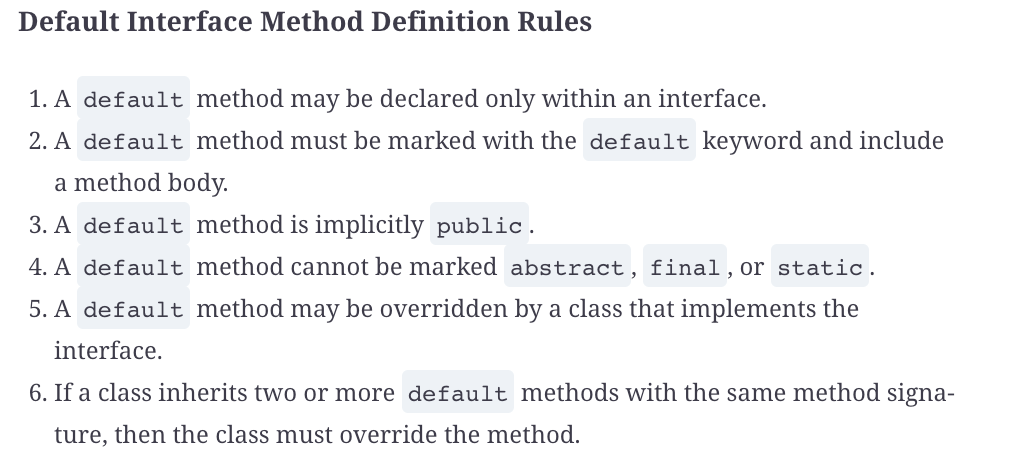 Default Interface Method Definition Rules
1. A default method may be declared only within an interface.
2. A default method must be marked with the default keyword and include
a method body.
3. A default method is implicitly public.
4. A default method cannot be marked abstract, final, or static.
5. A default method may be overridden by a class that implements the
interface.
6. If a class inherits two or more default methods with the same method signa-
ture, then the class must override the method.